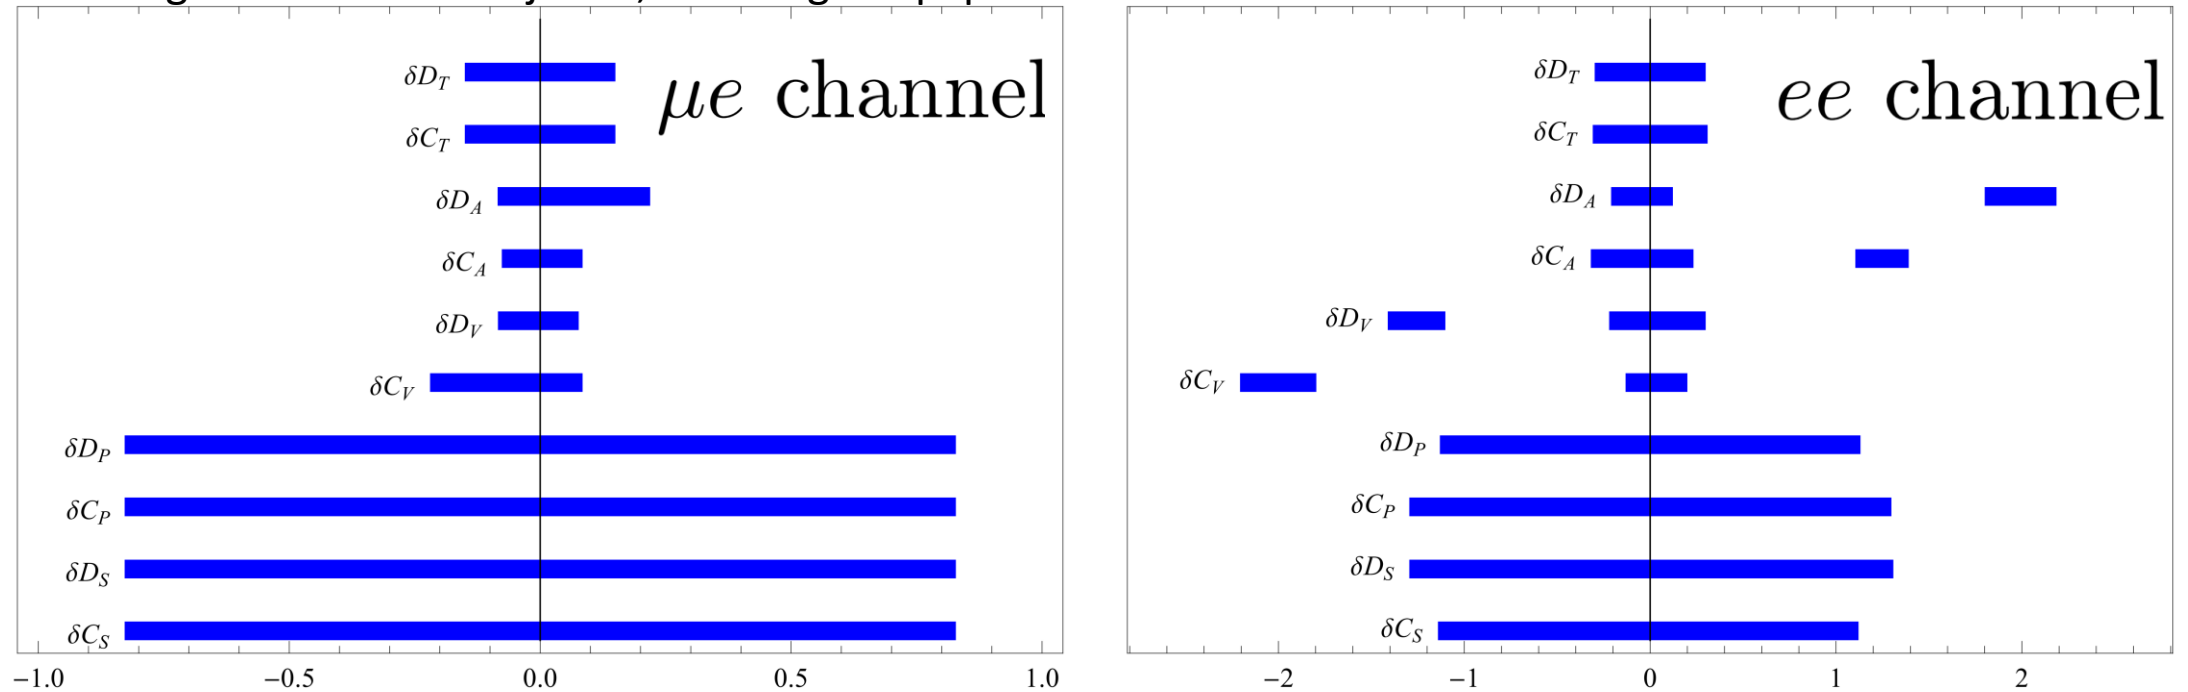 μe channel
δD_T
δC_T
δD_A
δC_A
δD_V
δC_V
δD_P
δC_P
δD_S
δC_S
−1.0 −0.5 0.0 0.5 1.0
ee channel
δD_T
δC_T
δD_A
δC_A
δD_V
δC_V
δD_P
δC_P
δD_S
δC_S
−2 −1 0 1 2